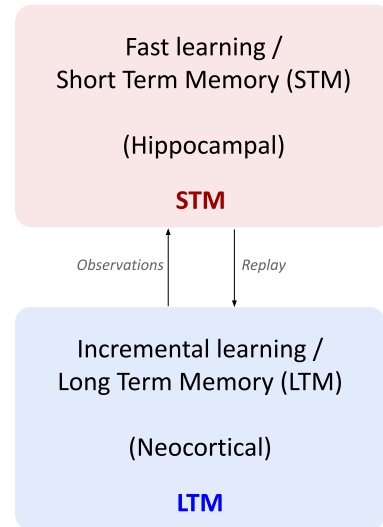 Fast learning /
Short Term Memory (STM)
(Hippocampal)
STM
Observations
Replay
Incremental learning /
Long Term Memory (LTM)
(Neocortical)
LTM